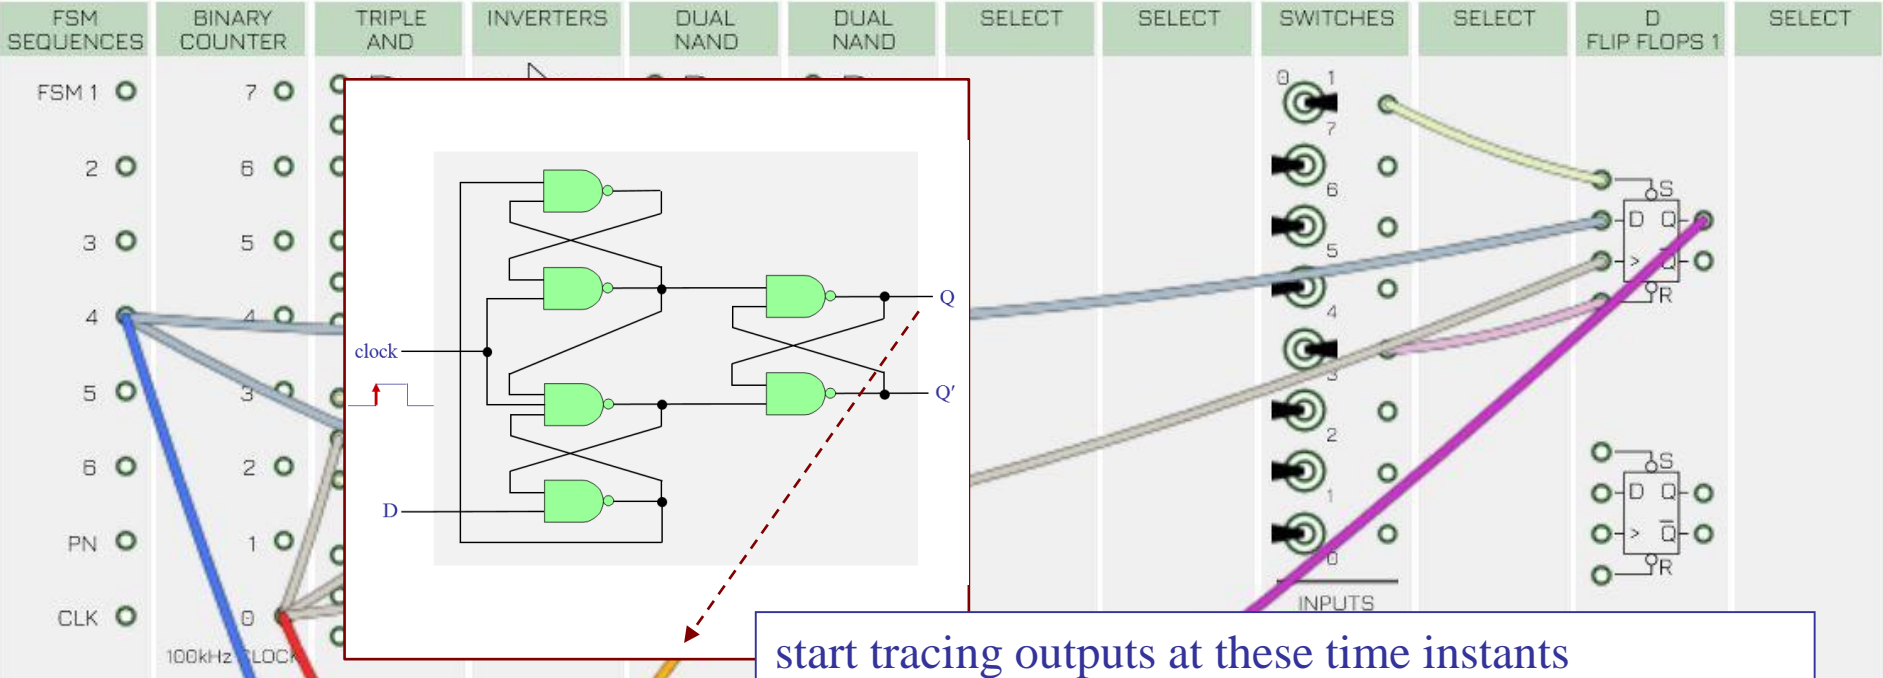 FSM
SEQUENCES
BINARY
COUNTER
TRIPLE
AND
INVERTERS
DUAL
NAND
DUAL
NAND
SELECT
SELECT
SWITCHES
SELECT
D
FLIP FLOPS 1
SELECT
FSM 1
2
3
4
5
6
PN
CLK
7
6
5
4
3
2
1
0
100kHz CLOCK
clock
D
Q
Q'
0 1
7
6
5
4
3
2
1
0
INPUTS
S
D Q
> Q̅
R
S
D Q
> Q̅
R
start tracing outputs at these time instants